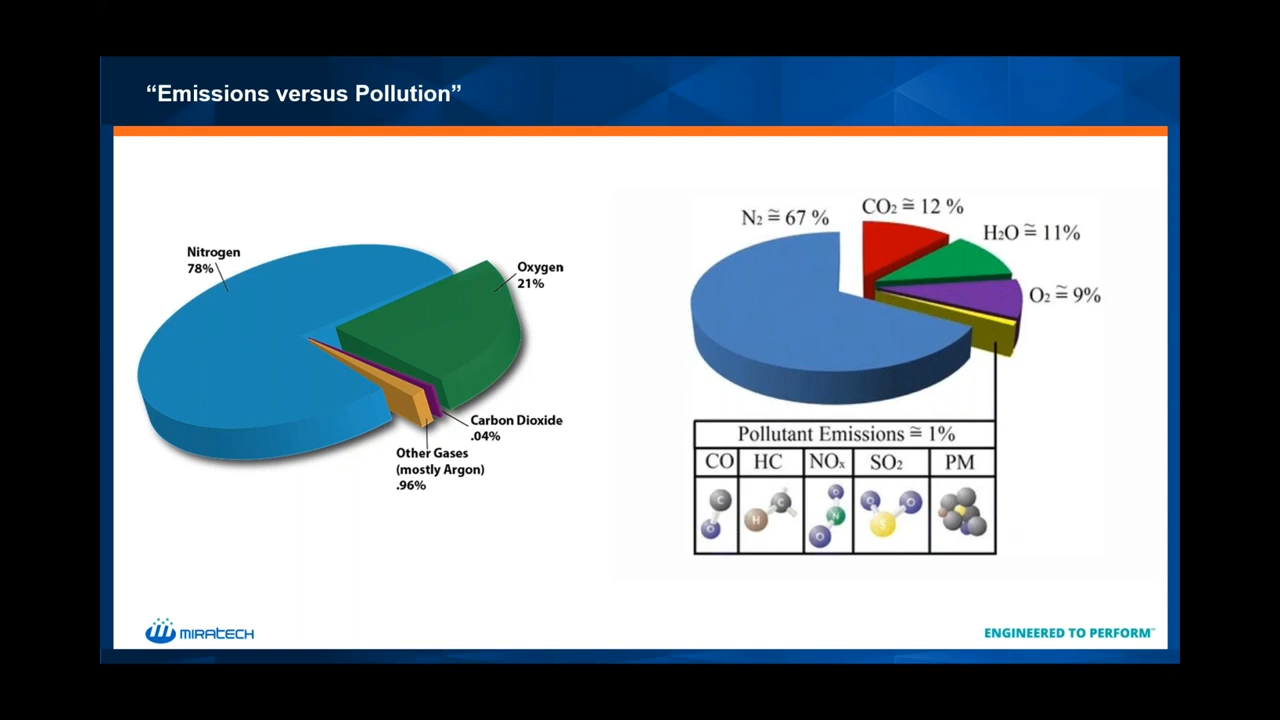 “Emissions versus Pollution”
Nitrogen
78%
Oxygen
21%
Carbon Dioxide
.04%
Other Gases
(mostly Argon)
.96%
N₂ ≅ 67 %
CO₂ ≅ 12 %
H₂O ≅ 11%
O₂ ≅ 9%
Pollutant Emissions ≅ 1%
CO HC NOₓ SO₂ PM
C O H C O N O O O S
MIRATECH
ENGINEERED TO PERFORM™